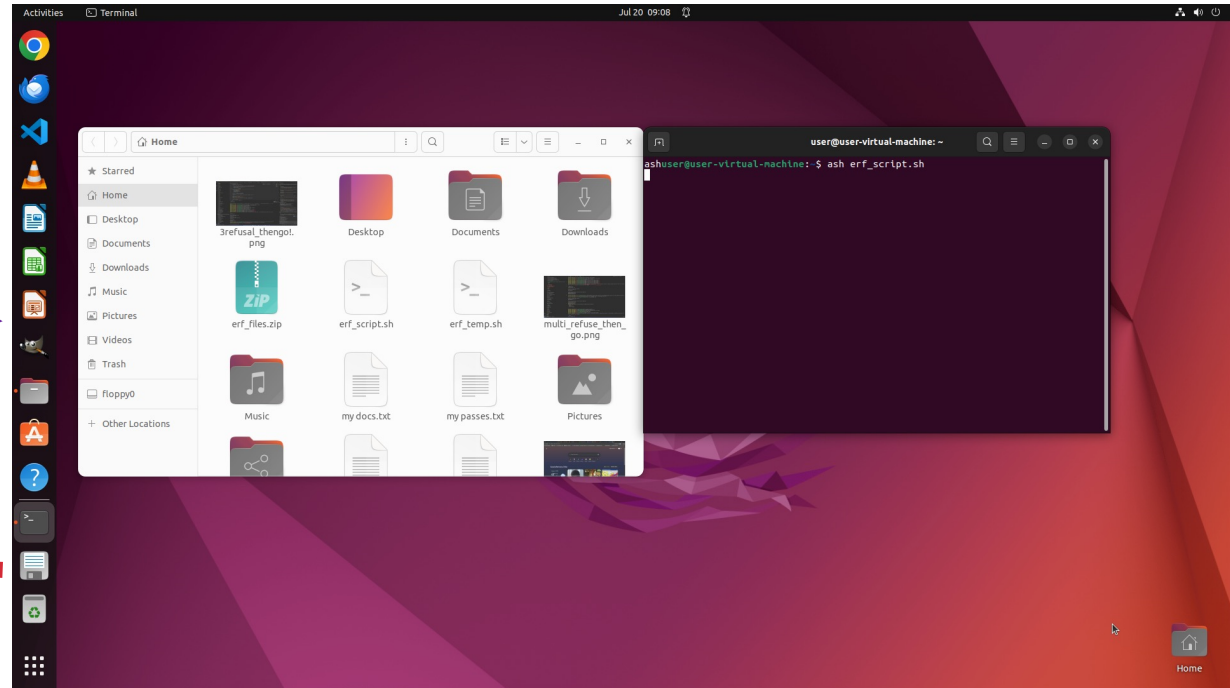 Activities
Terminal
Jul 20 09:08
Home
Starred
Home
Desktop
Documents
Downloads
Music
Pictures
Videos
Trash
floppy0
+ Other Locations
3refusal_thengo!.
png
Desktop
Documents
Downloads
ZiP
erf_files.zip
>_
erf_script.sh
>_
erf_temp.sh
multi_refuse_then_
go.png
Music
my docs.txt
my passes.txt
Pictures
user@user-virtual-machine: ~
ashuser@user-virtual-machine:~$ ash erf_script.sh
Home